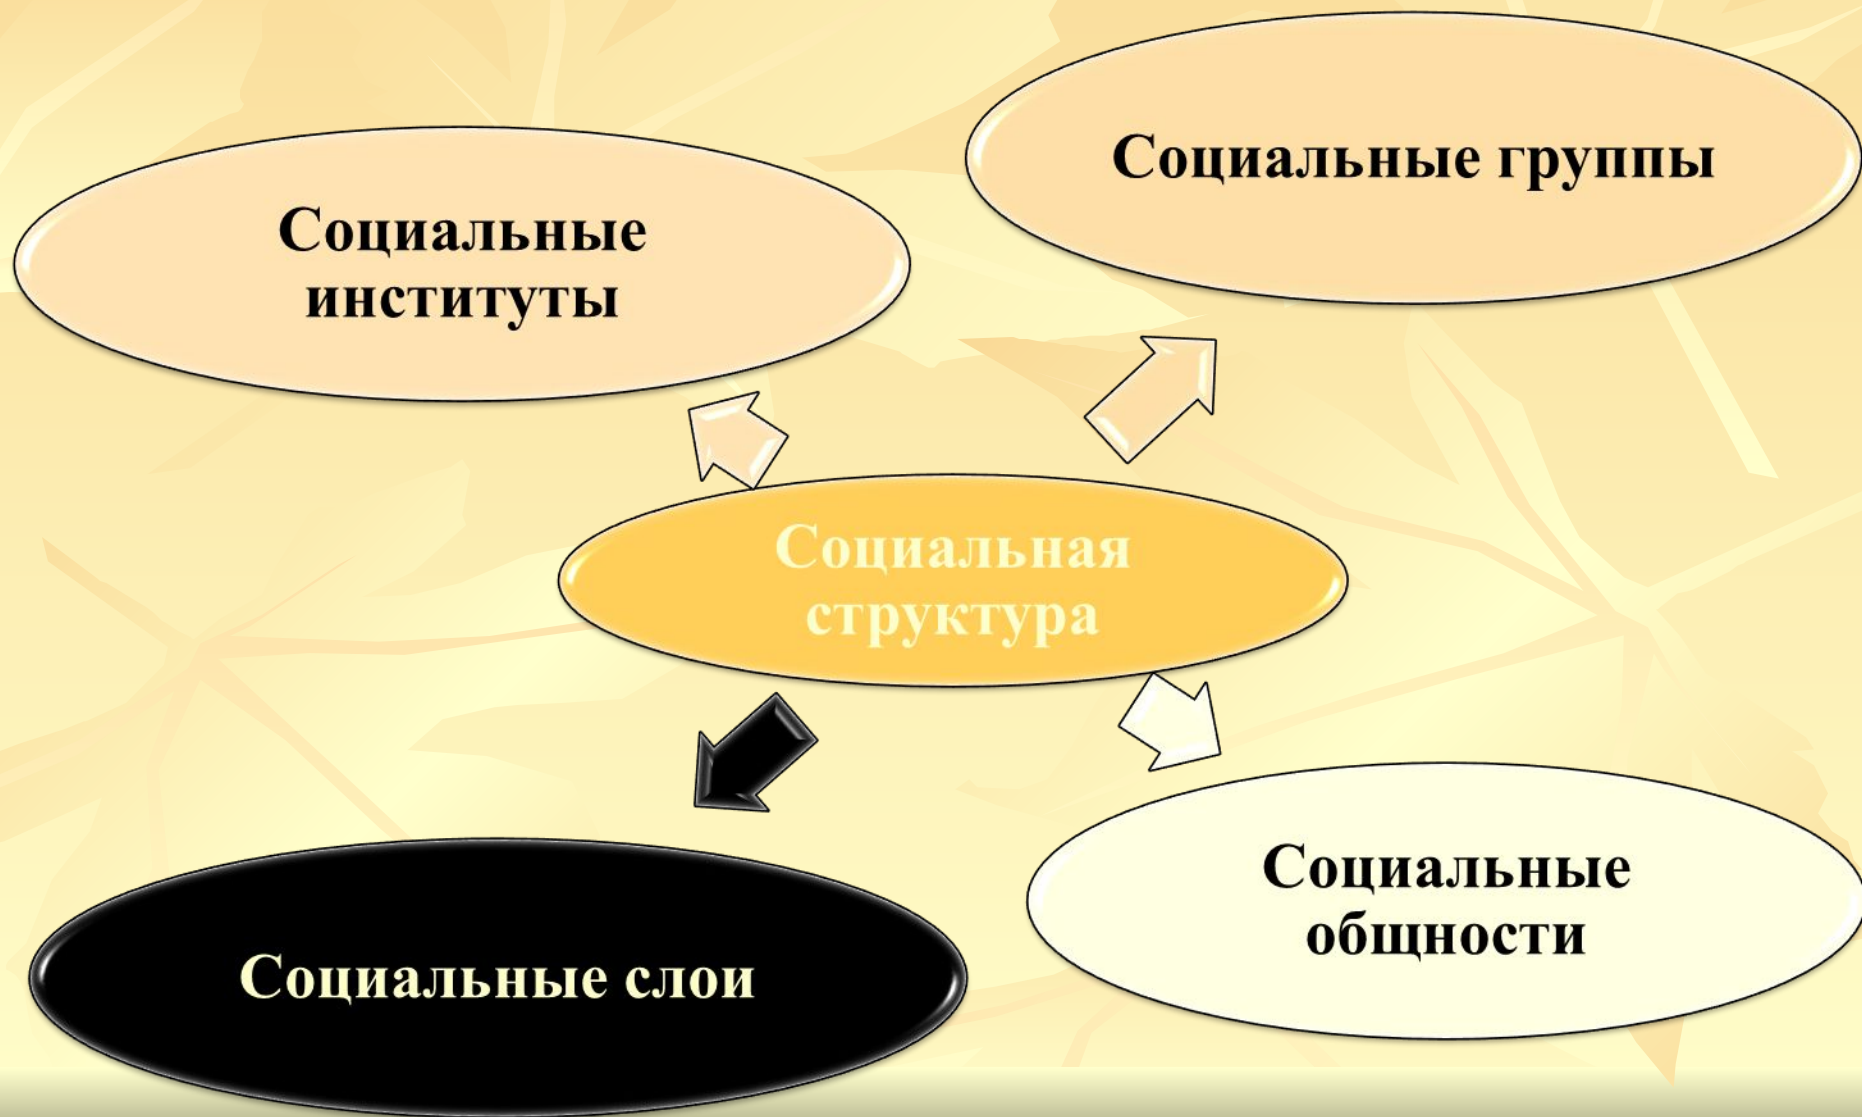 Социальные группы
Социальные
институты
Социальная
структура
Социальные
общности
Социальные слои